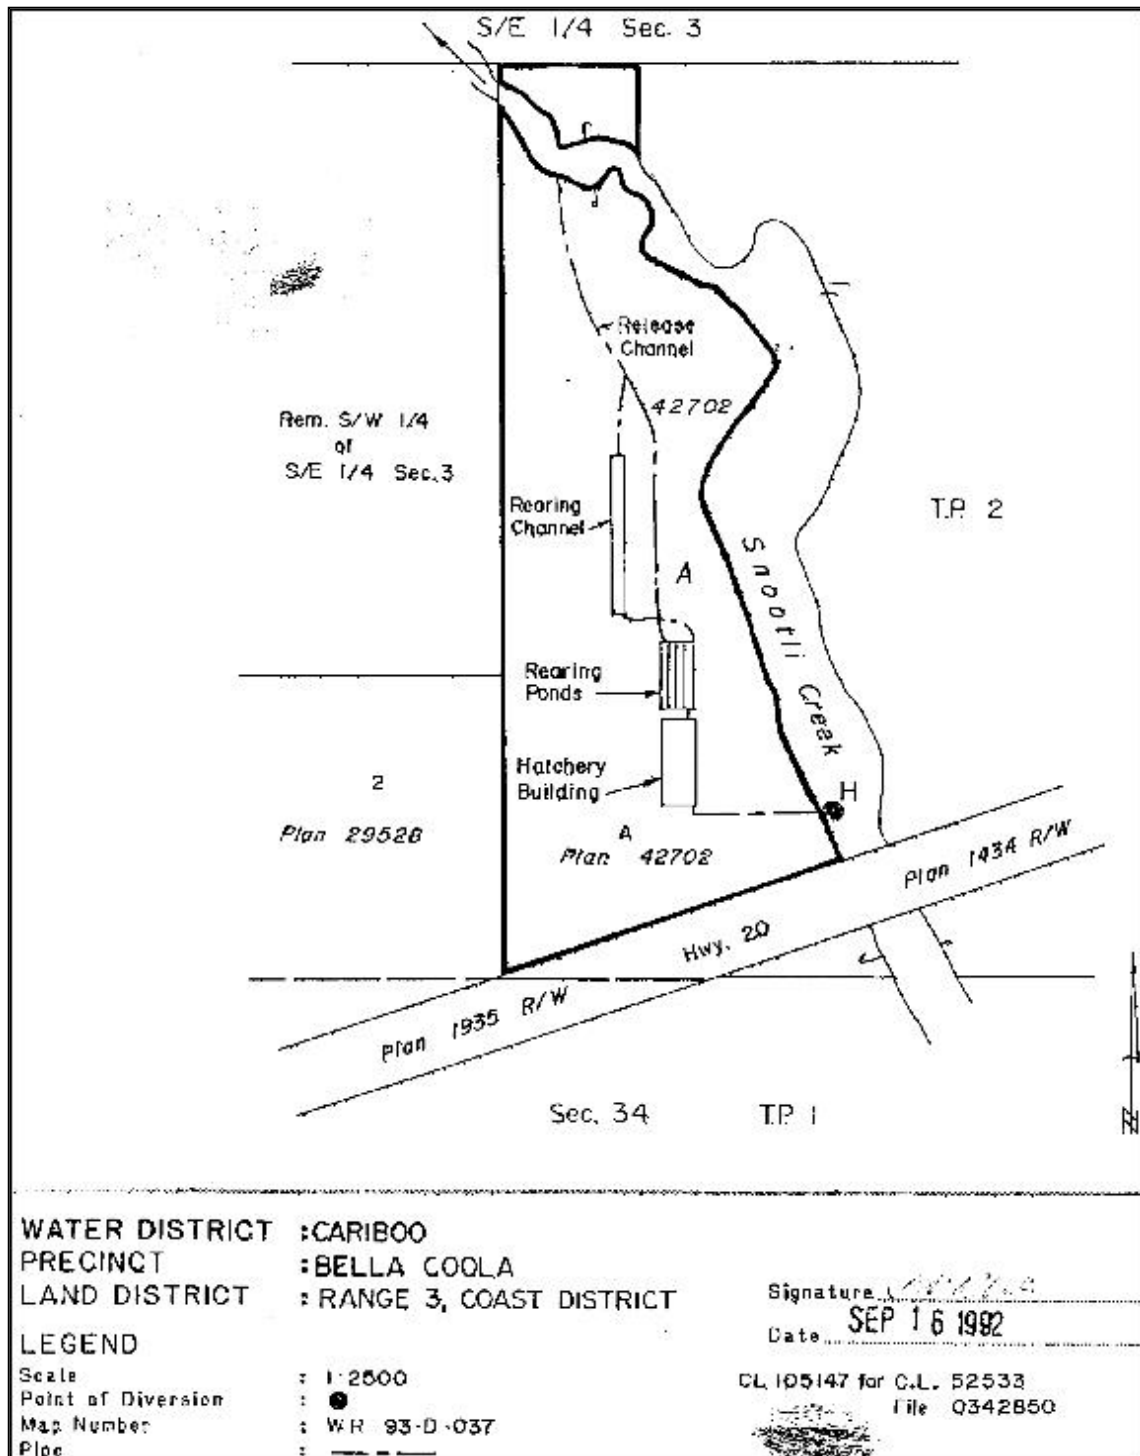 S/E 1/4 Sec. 3
Release
Channel
42702
Rem. S/W 1/4
of
S/E 1/4 Sec. 3
Rearing
Channel
T.P. 2
A
Snootli Creek
Rearing
Ponds
Hatchery
Building
H
2
Plan 29528
A
Plan 42702
Plan 1434 R/W
Hwy. 20
Plan 1935 R/W
Sec. 34 T.P. 1
N
WATER DISTRICT : CARIBOO
PRECINCT : BELLA COOLA
LAND DISTRICT : RANGE 3, COAST DISTRICT
Signature
Date SEP 16 1992
LEGEND
Scale : 1:2500
Point of Diversion :
Map Number : WR 93-D-037
Pipe :
CL 105147 for C.L. 52533
File 0342850